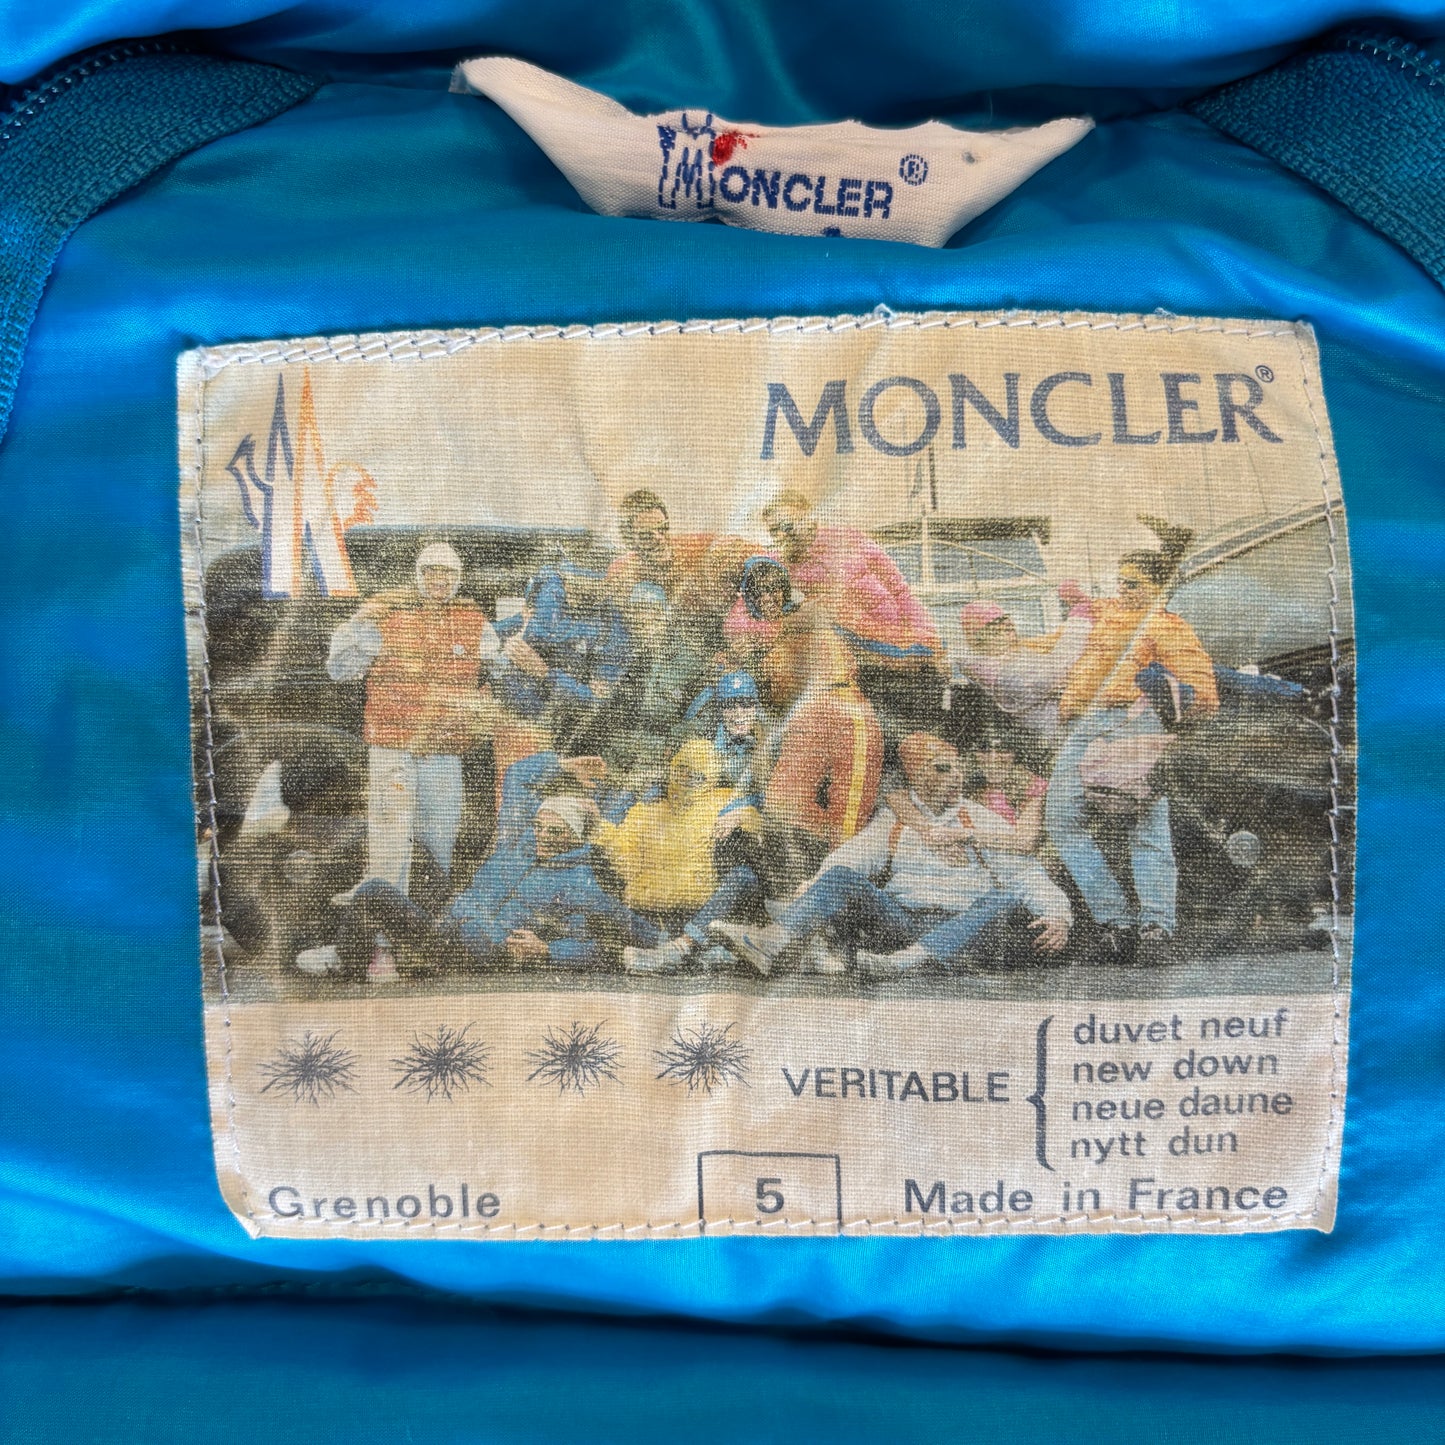 MONCLER®
MONCLER®
VERITABLE
duvet neuf
new down
neue daune
nytt dun
Grenoble
5
Made in France